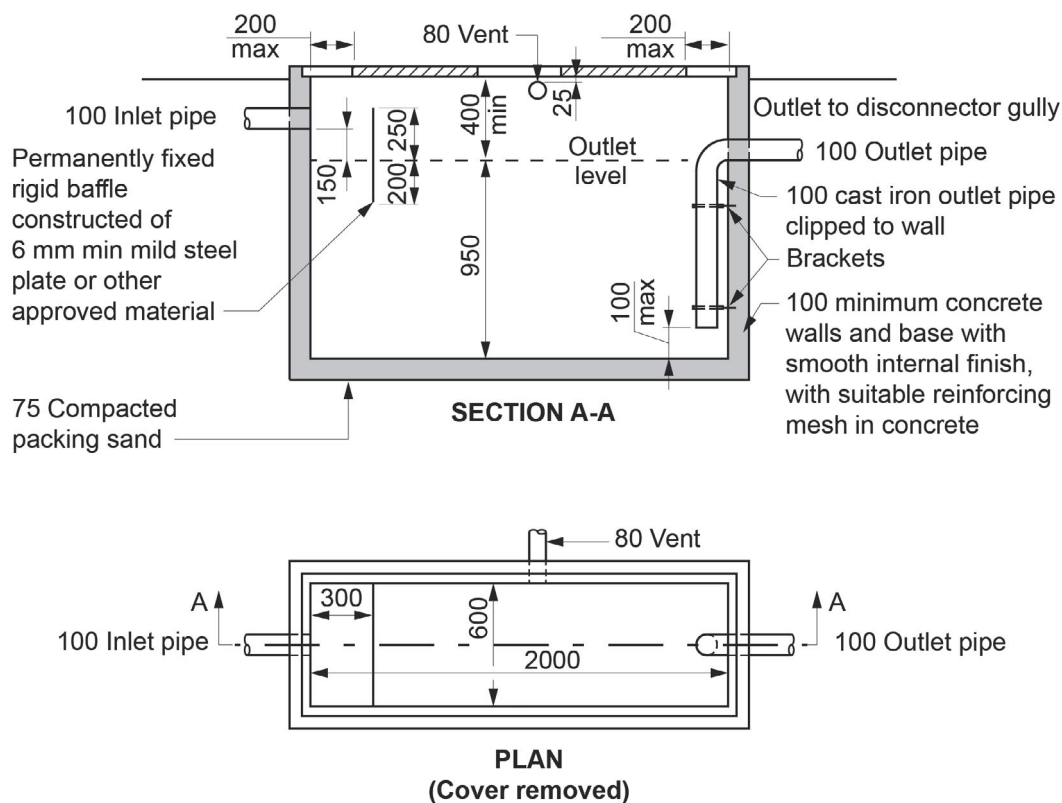 200
max
80 Vent
200
max
100 Inlet pipe
250
400
min
25
Outlet to disconnector gully
Outlet
level
100 Outlet pipe
Permanently fixed
rigid baffle
constructed of
6 mm min mild steel
plate or other
approved material
150
200
950
100 cast iron outlet pipe
clipped to wall
Brackets
100
max
100 minimum concrete
walls and base with
smooth internal finish,
with suitable reinforcing
mesh in concrete
75 Compacted
packing sand
SECTION A-A
80 Vent
A
300
600
A
100 Inlet pipe
2000
100 Outlet pipe
PLAN
(Cover removed)